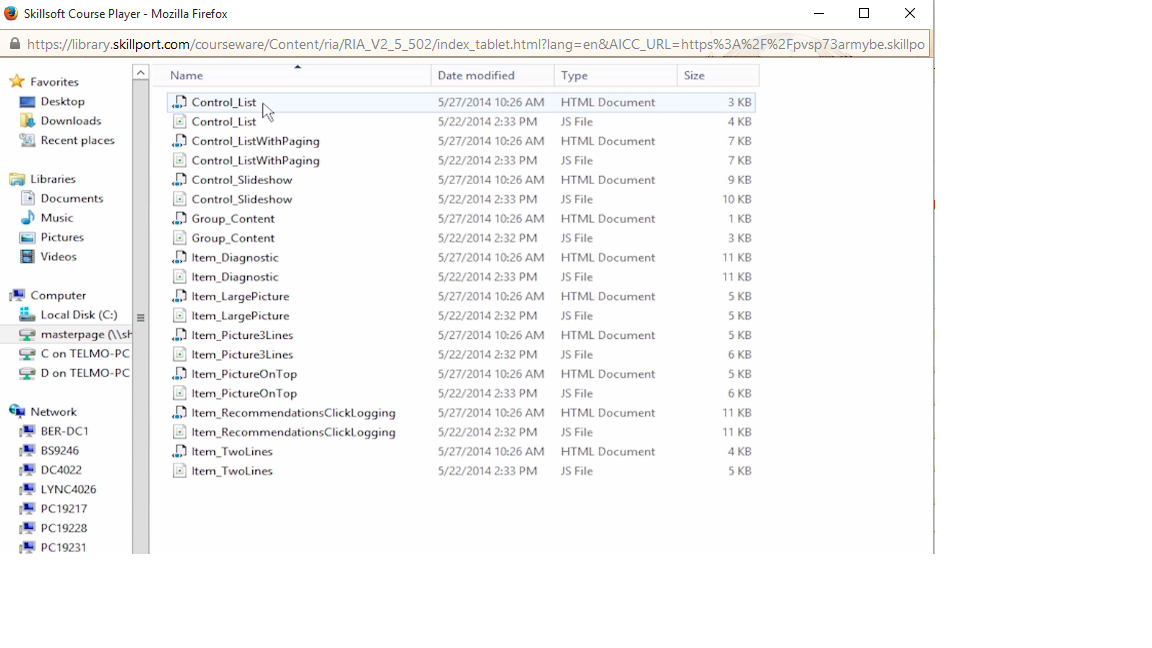 Skillsoft Course Player - Mozilla Firefox
https://library.skillport.com/courseware/Content/ria/RIA_V2_5_502/index_tablet.html?lang=en&AICC_URL=https%3A%2F%2Fpvsp73armybe.skillpo
Favorites
Desktop
Downloads
Recent places
Libraries
Documents
Music
Pictures
Videos
Computer
Local Disk (C:)
masterpage (\\sh
C on TELMO-PC
D on TELMO-PC
Network
BER-DC1
BS9246
DC4022
LYNC4026
PC19217
PC19228
PC19231
Name Date modified Type Size
Control_List 5/27/2014 10:26 AM HTML Document 3 KB
Control_List 5/22/2014 2:33 PM JS File 4 KB
Control_ListWithPaging 5/27/2014 10:26 AM HTML Document 7 KB
Control_ListWithPaging 5/22/2014 2:33 PM JS File 7 KB
Control_Slideshow 5/27/2014 10:26 AM HTML Document 9 KB
Control_Slideshow 5/22/2014 2:33 PM JS File 10 KB
Group_Content 5/27/2014 10:26 AM HTML Document 1 KB
Group_Content 5/22/2014 2:32 PM JS File 3 KB
Item_Diagnostic 5/27/2014 10:26 AM HTML Document 11 KB
Item_Diagnostic 5/22/2014 2:33 PM JS File 11 KB
Item_LargePicture 5/27/2014 10:26 AM HTML Document 5 KB
Item_LargePicture 5/22/2014 2:32 PM JS File 5 KB
Item_Picture3Lines 5/27/2014 10:26 AM HTML Document 5 KB
Item_Picture3Lines 5/22/2014 2:32 PM JS File 6 KB
Item_PictureOnTop 5/27/2014 10:26 AM HTML Document 5 KB
Item_PictureOnTop 5/22/2014 2:33 PM JS File 6 KB
Item_RecommendationsClickLogging 5/27/2014 10:26 AM HTML Document 11 KB
Item_RecommendationsClickLogging 5/22/2014 2:32 PM JS File 11 KB
Item_TwoLines 5/27/2014 10:26 AM HTML Document 4 KB
Item_TwoLines 5/22/2014 2:33 PM JS File 5 KB